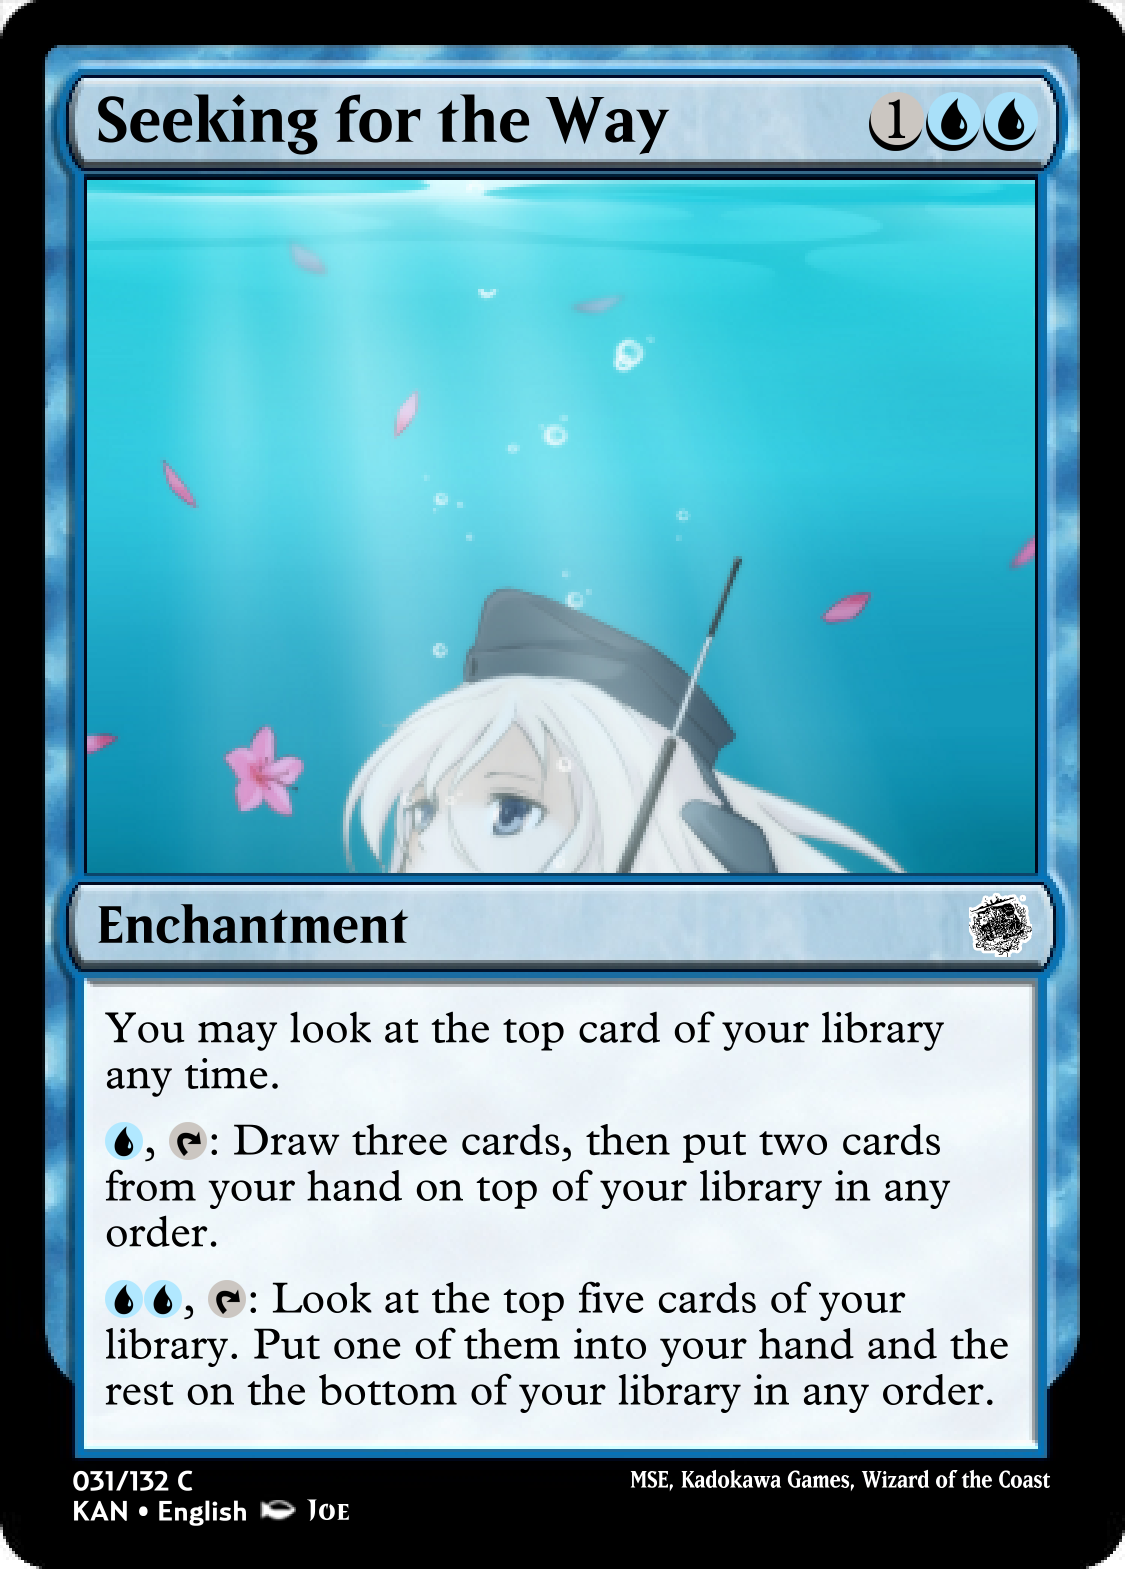 Seeking for the Way 1
Enchantment
You may look at the top card of your library
any time.
, : Draw three cards, then put two cards
from your hand on top of your library in any
order.
, : Look at the top five cards of your
library. Put one of them into your hand and the
rest on the bottom of your library in any order.
031/132 C
MSE, Kadokawa Games, Wizard of the Coast
KAN • English JOE